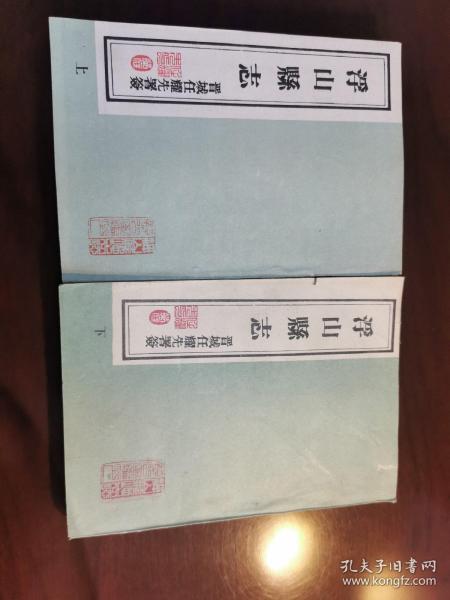 浮山縣志
晋城任耀先署簽
上
浮山縣志
晋城任耀先署簽
下
孔夫子旧书网
www.kongfz.com